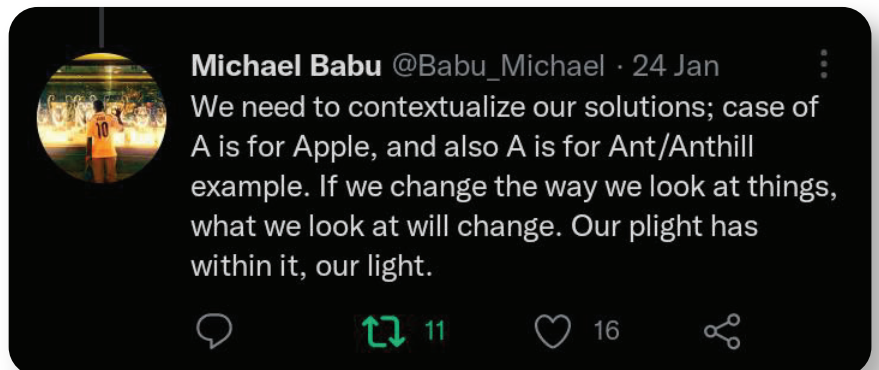 Michael Babu @Babu_Michael · 24 Jan
We need to contextualize our solutions; case of
A is for Apple, and also A is for Ant/Anthill
example. If we change the way we look at things,
what we look at will change. Our plight has
within it, our light.
11 16